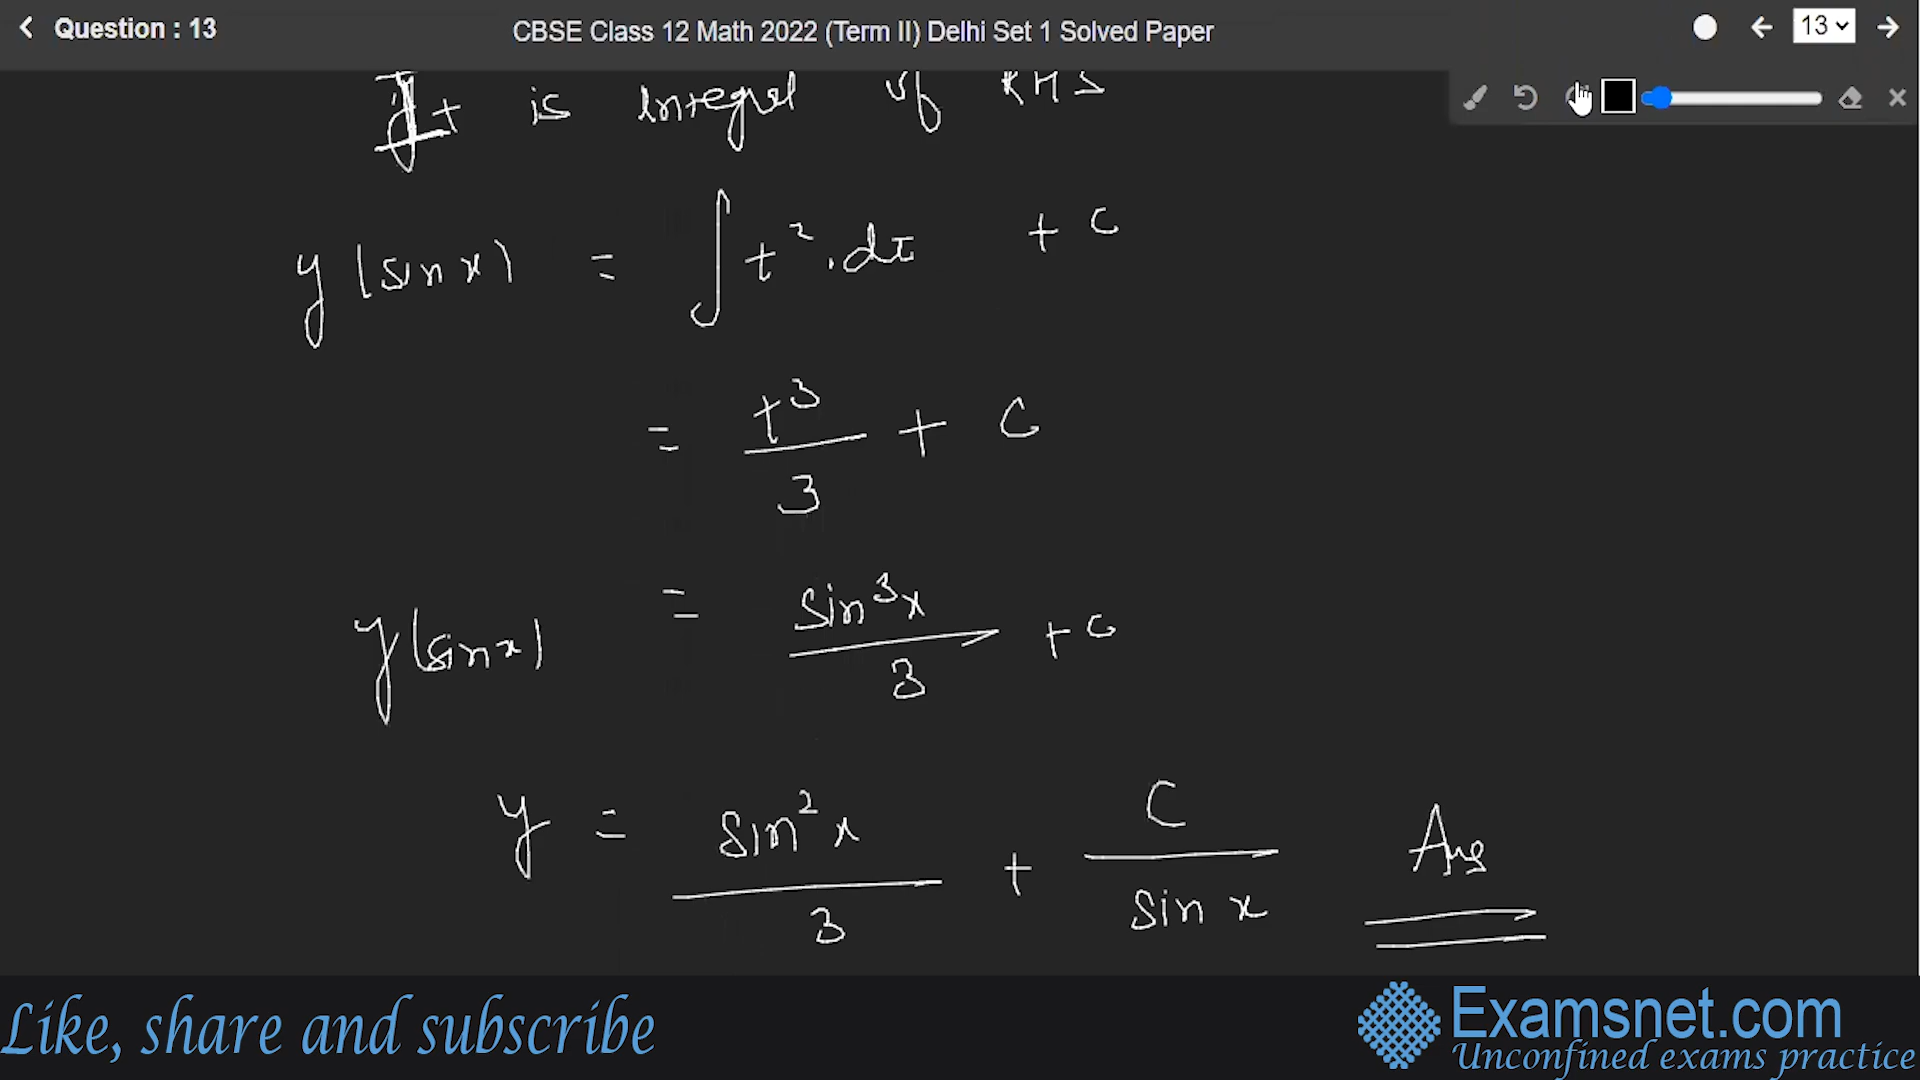 Question : 13
CBSE Class 12 Math 2022 (Term II) Delhi Set 1 Solved Paper
13
It is integral of RHS
y(sin x) = ∫ t². dt + C
= t³/3 + C
y(sin x) = sin³x/3 + C
y = sin²x/3 + C/sin x Ans
Like, share and subscribe
Examsnet.com
Unconfined exams practice